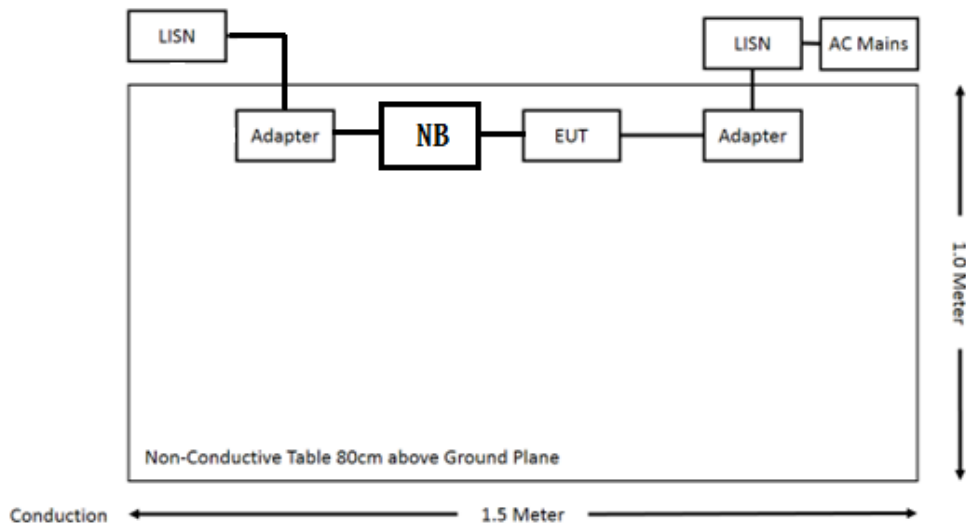 LISN
LISN
AC Mains
Adapter
NB
EUT
Adapter
1.0 Meter
Non-Conductive Table 80cm above Ground Plane
Conduction
1.5 Meter